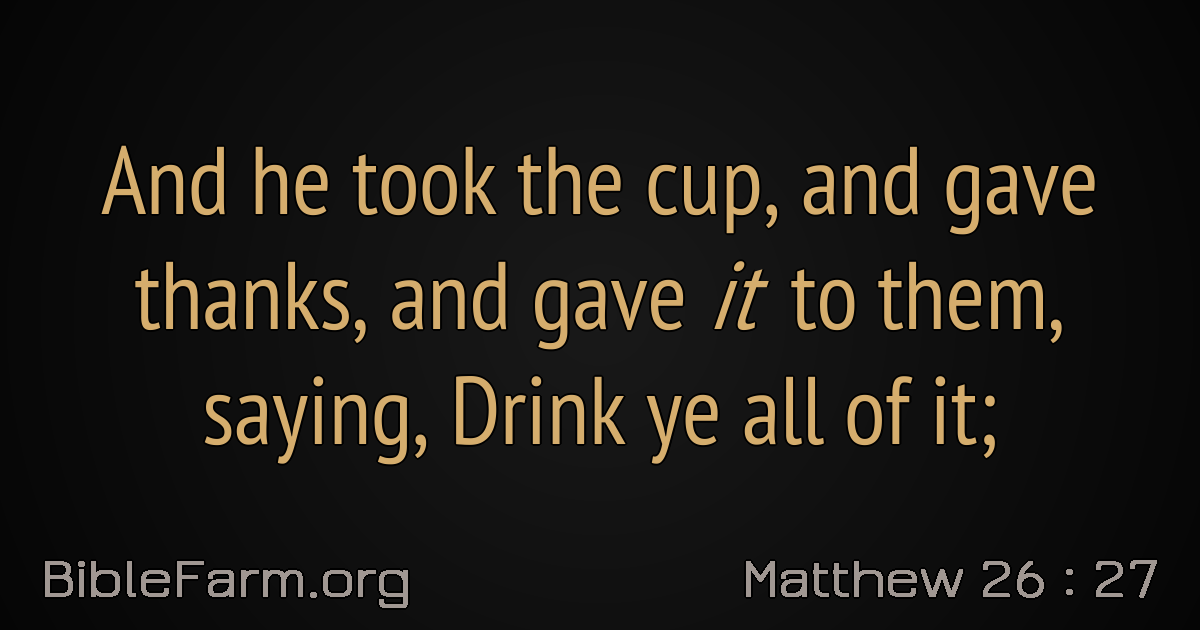 And he took the cup, and gave
thanks, and gave it to them,
saying, Drink ye all of it;
BibleFarm.org
Matthew 26 : 27